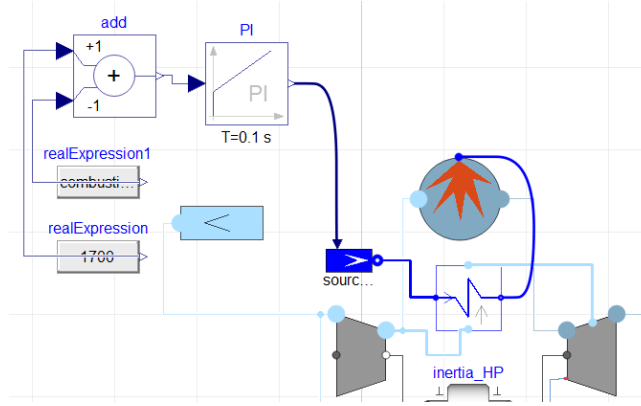 add
+1
+
-1
PI
PI
T=0.1 s
realExpression1
combusti...
realExpression
1700
sourc...
inertia_HP